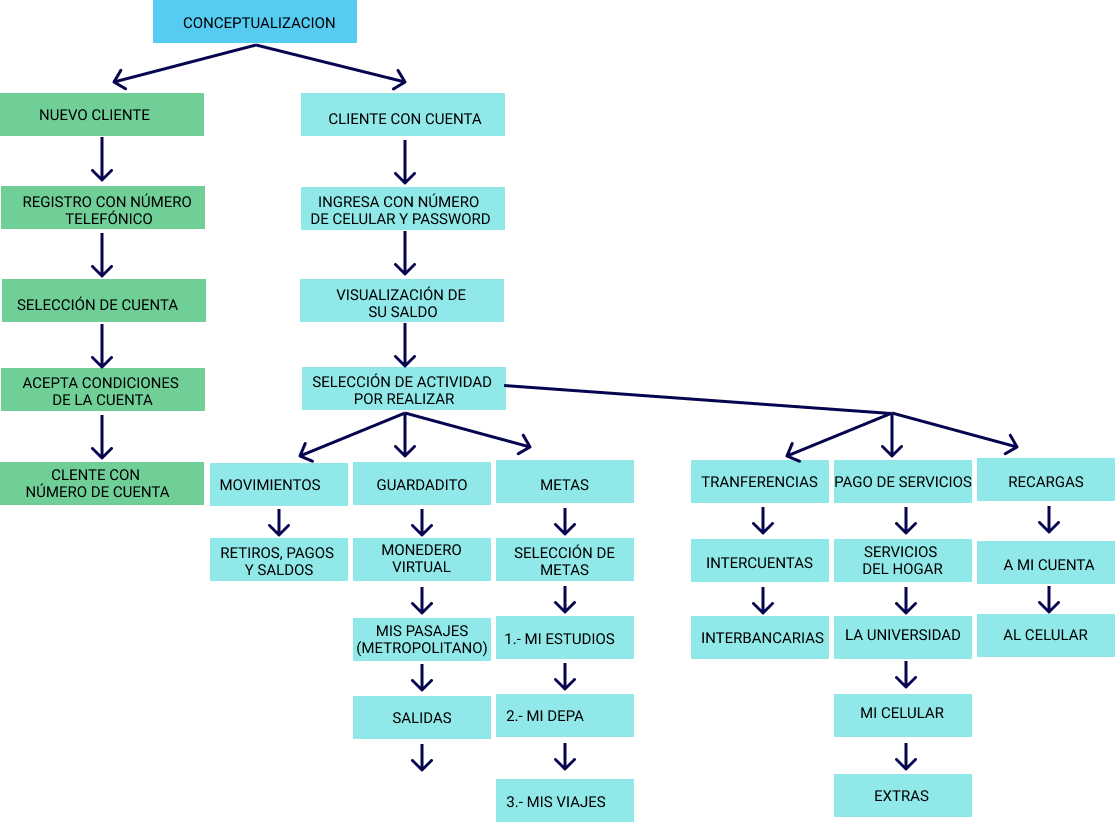 CONCEPTUALIZACION
NUEVO CLIENTE
CLIENTE CON CUENTA
REGISTRO CON NÚMERO
TELEFÓNICO
INGRESA CON NÚMERO
DE CELULAR Y PASSWORD
SELECCIÓN DE CUENTA
VISUALIZACIÓN DE
SU SALDO
ACEPTA CONDICIONES
DE LA CUENTA
SELECCIÓN DE ACTIVIDAD
POR REALIZAR
CLENTE CON
NÚMERO DE CUENTA
MOVIMIENTOS
GUARDADITO
METAS
TRANFERENCIAS
PAGO DE SERVICIOS
RECARGAS
RETIROS, PAGOS
Y SALDOS
MONEDERO
VIRTUAL
SELECCIÓN DE
METAS
INTERCUENTAS
SERVICIOS
DEL HOGAR
A MI CUENTA
MIS PASAJES
(METROPOLITANO)
1.- MI ESTUDIOS
INTERBANCARIAS
LA UNIVERSIDAD
AL CELULAR
SALIDAS
2.- MI DEPA
MI CELULAR
3.- MIS VIAJES
EXTRAS